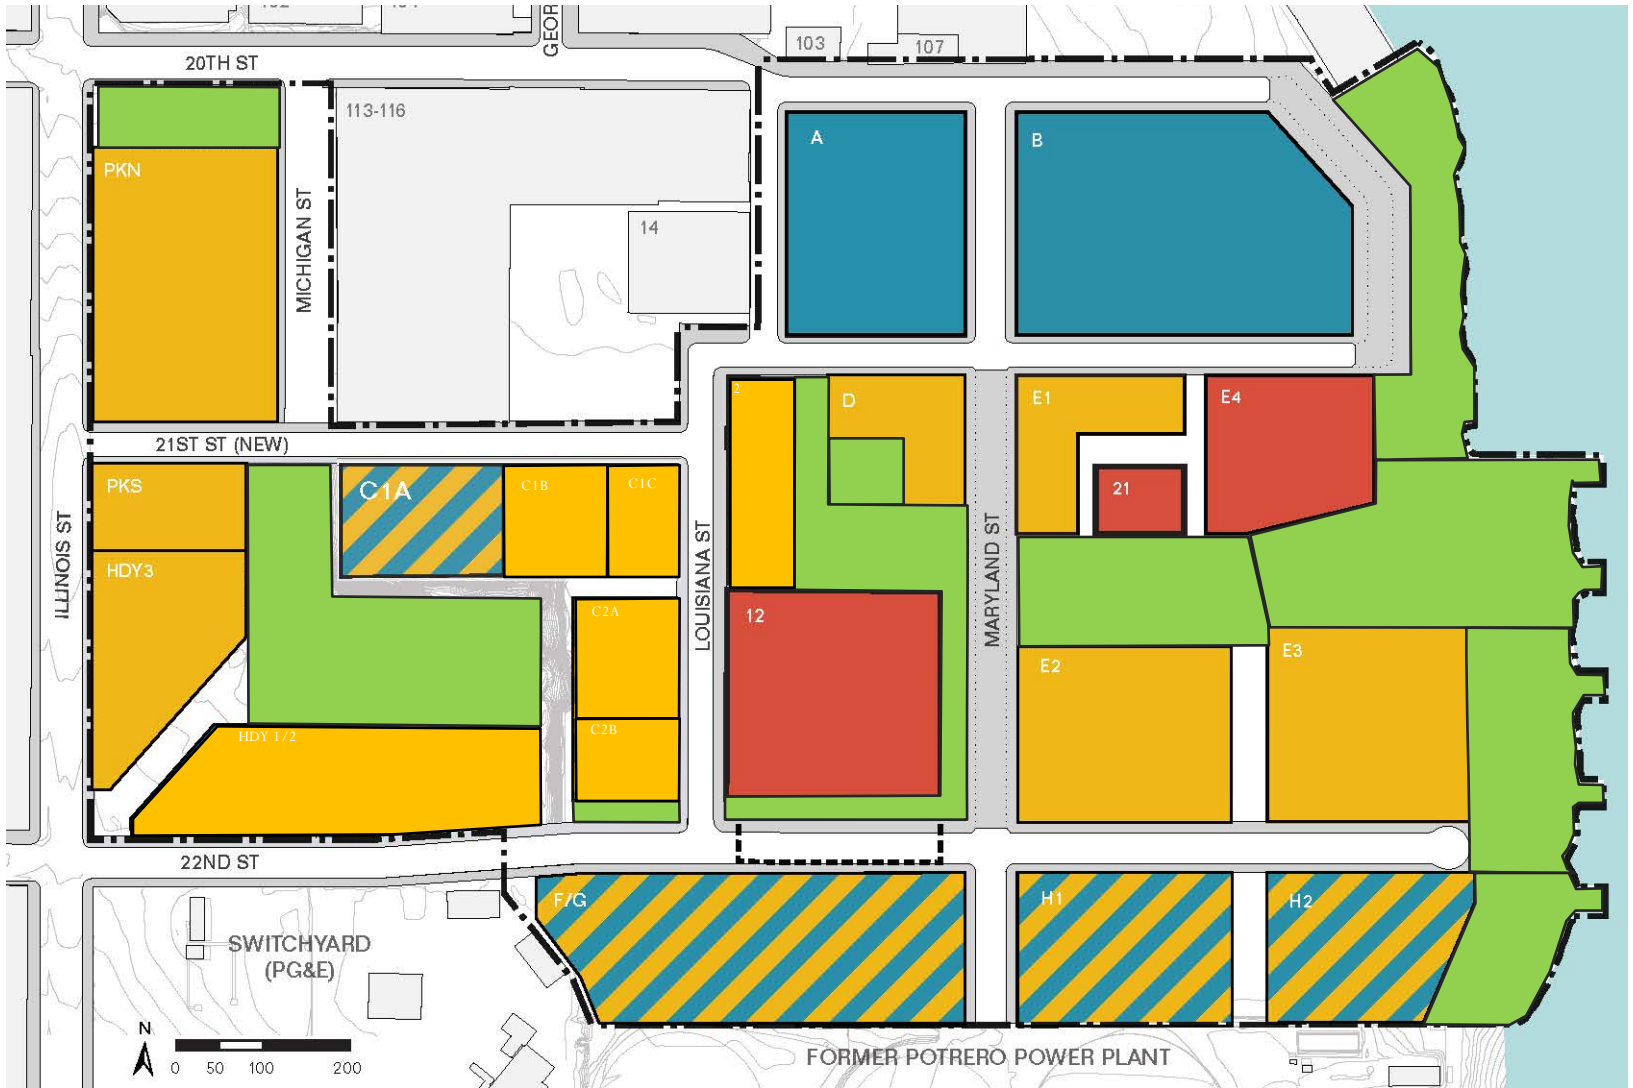 GEOR
103
107
20TH ST
113-116
A
B
PKN
MICHIGAN ST
14
2
D
E1
E4
21ST ST (NEW)
PKS
C1A
C1B
C1C
21
ILLINOIS ST
HDY3
LOUISIANA ST
MARYLAND ST
C2A
12
E2
E3
HDY 1/2
C2B
22ND ST
F/G
H1
H2
SWITCHYARD
(PG&E)
N
FORMER POTRERO POWER PLANT
0 50 100 200